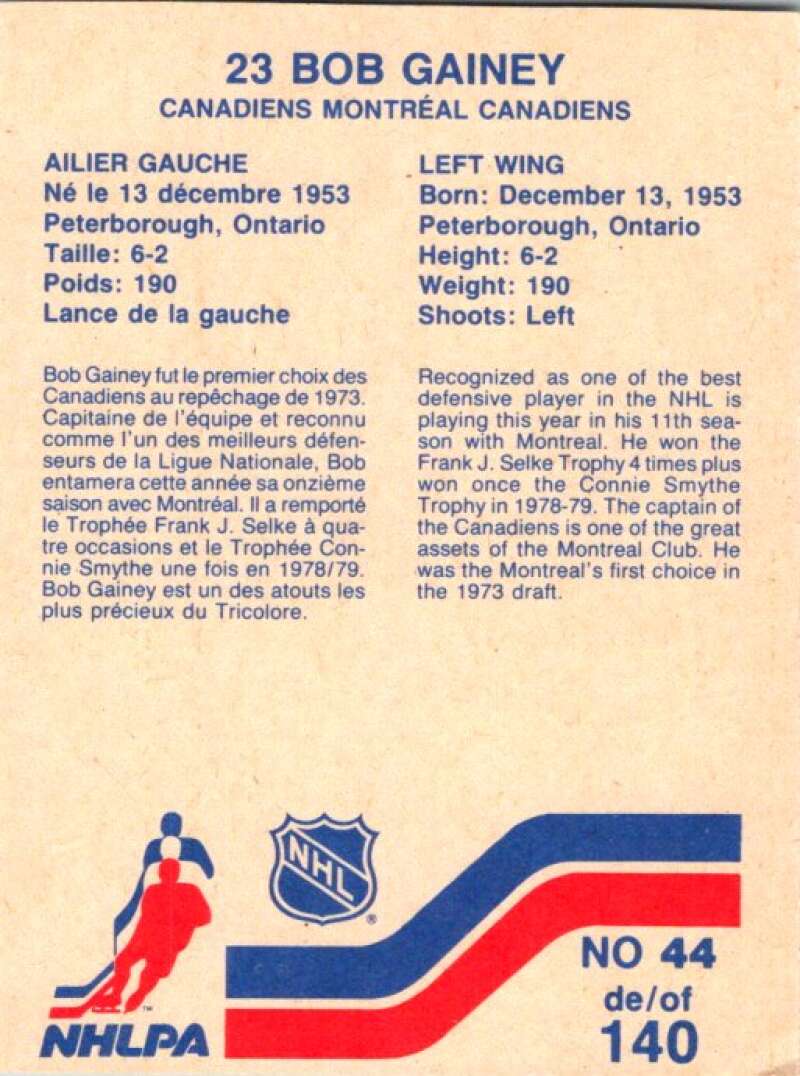 23 BOB GAINEY
CANADIENS MONTRÉAL CANADIENS
AILIER GAUCHE
Né le 13 décembre 1953
Peterborough, Ontario
Taille: 6-2
Poids: 190
Lance de la gauche
LEFT WING
Born: December 13, 1953
Peterborough, Ontario
Height: 6-2
Weight: 190
Shoots: Left
Bob Gainey fut le premier choix des
Canadiens au repêchage de 1973.
Capitaine de l'équipe et reconnu
comme l'un des meilleurs défen-
seurs de la Ligue Nationale, Bob
entamera cette année sa onzième
saison avec Montréal. Il a remporté
le Trophée Frank J. Selke à qua-
tre occasions et le Trophée Con-
nie Smythe une fois en 1978/79.
Bob Gainey est un des atouts les
plus précieux du Tricolore.
Recognized as one of the best
defensive player in the NHL is
playing this year in his 11th sea-
son with Montreal. He won the
Frank J. Selke Trophy 4 times plus
won once the Connie Smythe
Trophy in 1978-79. The captain of
the Canadiens is one of the great
assets of the Montreal Club. He
was the Montreal's first choice in
the 1973 draft.
NHL
®
™
NHLPA
NO 44
de/of
140